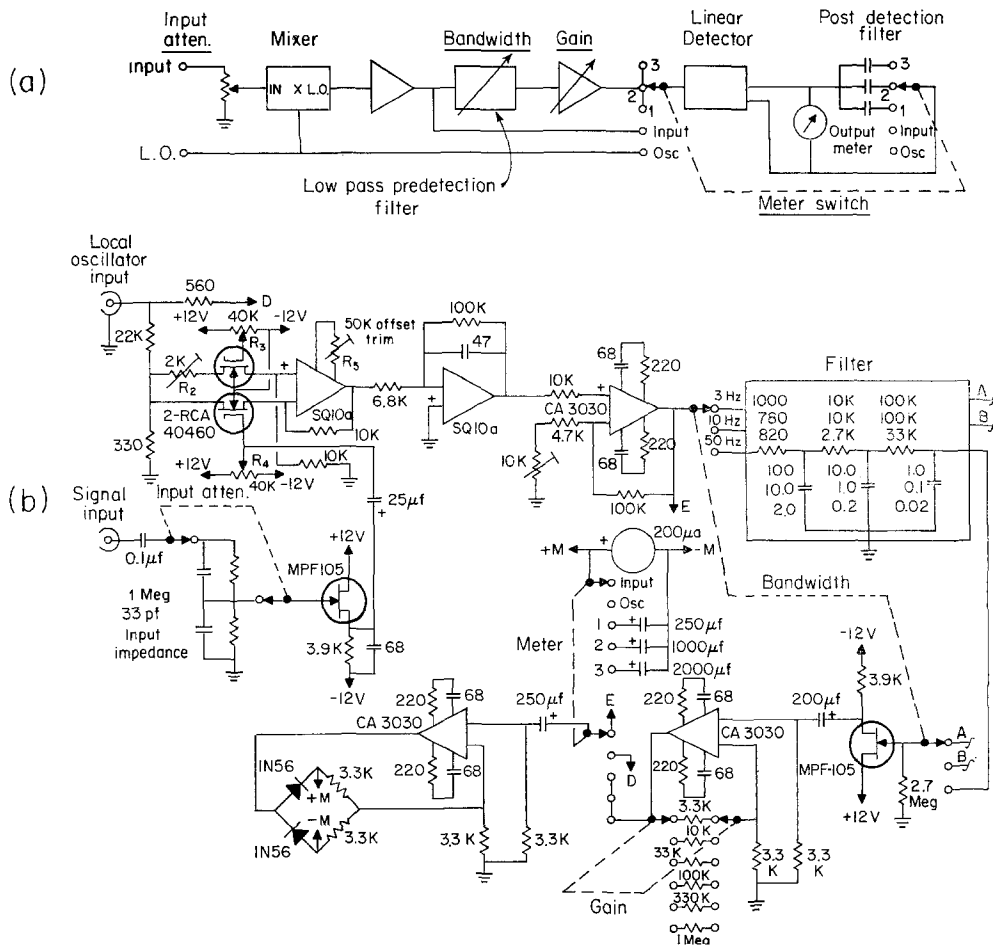 (a)
Input
atten.
Mixer
Bandwidth
Gain
Linear
Detector
Post detection
filter
Input
IN X L.O.
3
2
1
Input
Osc
L.O.
Low pass predetection
filter
Output
meter
3
2
1
Input
Osc
Meter switch
(b)
Local
oscillator
input
560
D
+12V
40K
-12V
22K
R3
2K
R2
2-RCA
40460
330
+12V
R4
40K
-12V
50K offset
trim
R5
+
SQ10a
10K
10K
6.8K
100K
47
+
SQ10a
10K
CA 3030
4.7K
10K
68
220
+
68
220
100K
E
Filter
3 Hz
10 Hz
50 Hz
1000 10K 100K
780 10K 100K
820 2.7K 33K
100 10.0 1.0
10.0 1.0 0.1
2.0 0.2 0.02
A
B
Signal
input
Input atten.
0.1μf
1 Meg
33 pf
Input
impedance
25μf
+
+12V
MPF105
3.9K
68
-12V
200μa
+M
+
-M
Input
Osc
1 + 250μf
2 + 1000μf
3 + 2000μf
Meter
Bandwidth
-12V
3.9K
200μf
+
MPF-105
+12V
2.7
Meg
A
B
220
68
CA 3030
220
68
250μf
+
E
D
220
68
CA 3030
220
68
1N56
+M
3.3K
-M
1N56
3.3K
3.3K
3.3K
3.3K
10K
33K
100K
330K
1Meg
Gain
3.3
K
3.3
K